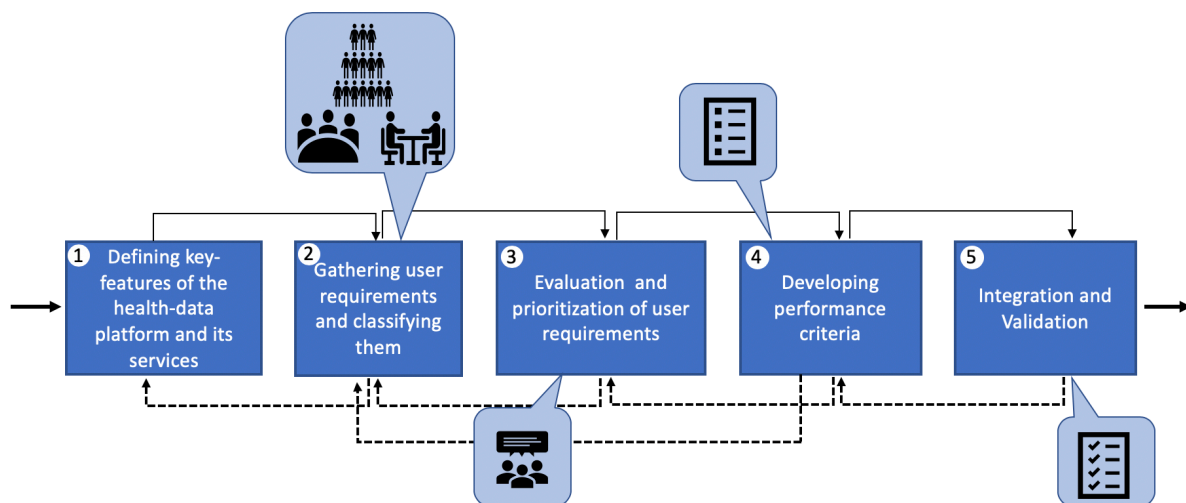 1
Defining key-
features of the
health-data
platform and its
services
2
Gathering user
requirements
and classifying
them
3
Evaluation and
prioritization of user
requirements
4
Developing
performance
criteria
5
Integration and
Validation